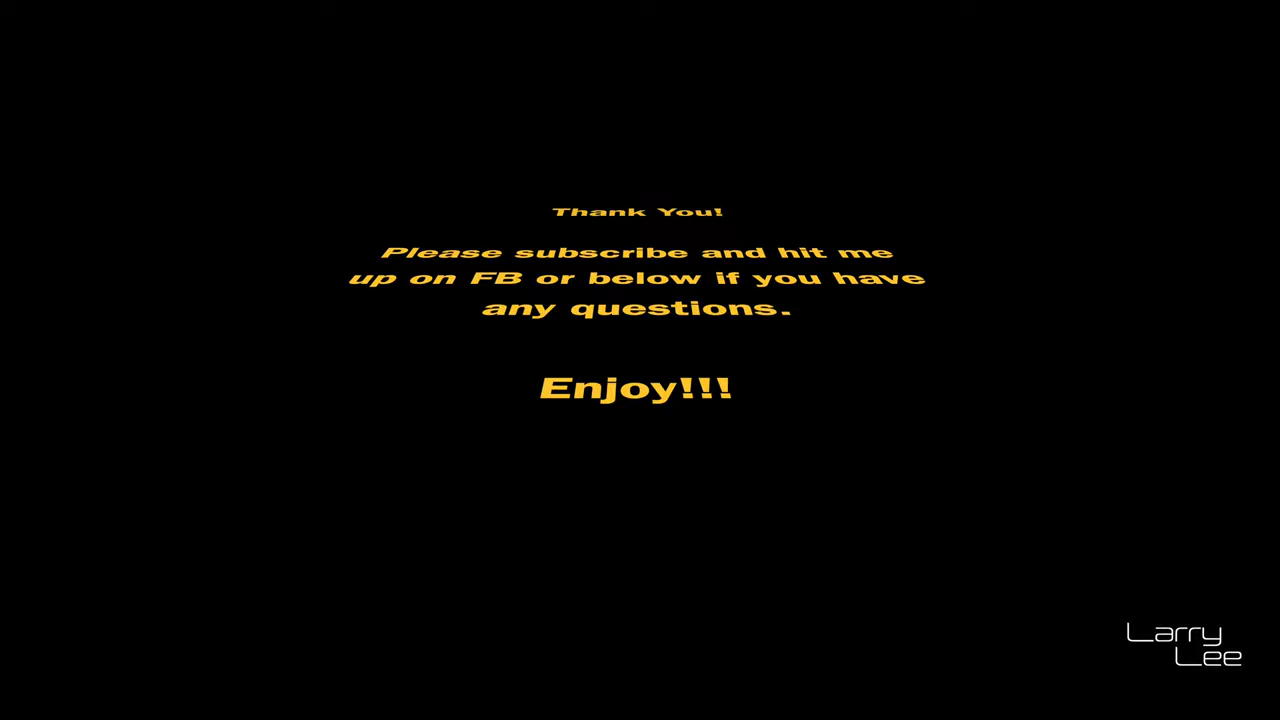 Thank You!
Please subscribe and hit me
up on FB or below if you have
any questions.
Enjoy!!!
Larry
Lee